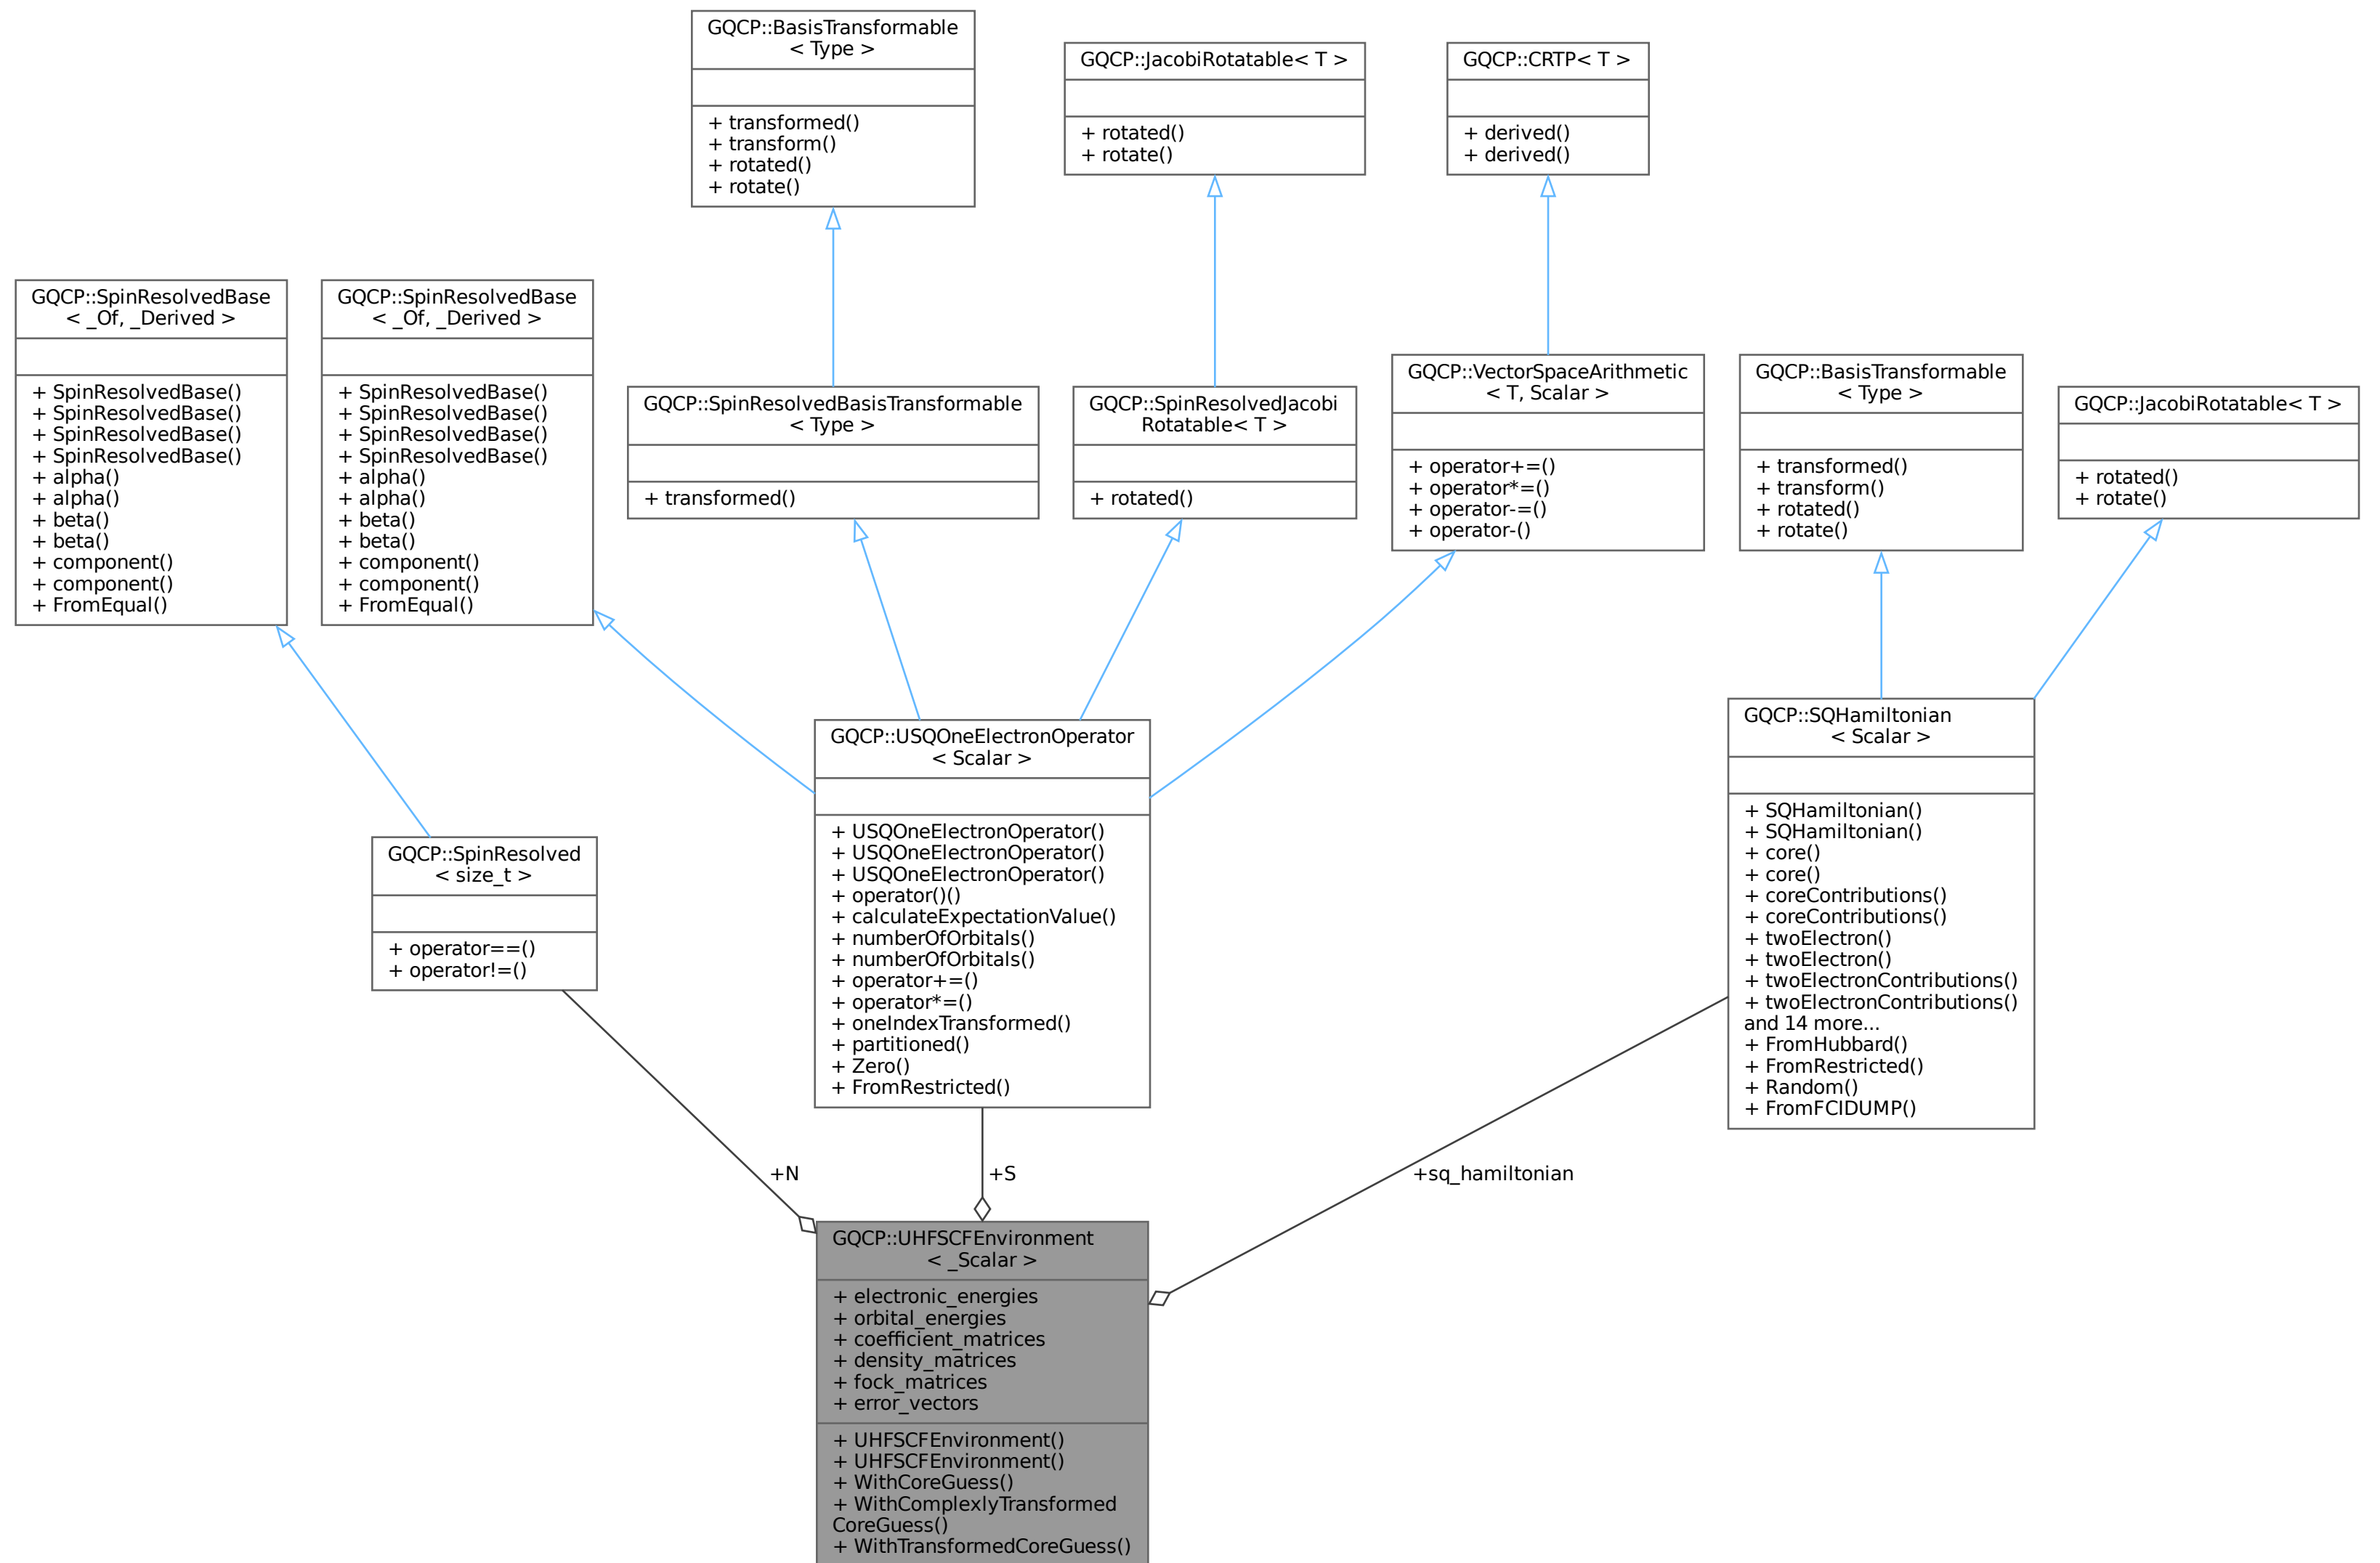 GQCP::BasisTransformable
< Type >
+ transformed()
+ transform()
+ rotated()
+ rotate()
GQCP::JacobiRotatable< T >
+ rotated()
+ rotate()
GQCP::CRTP< T >
+ derived()
+ derived()
GQCP::SpinResolvedBase
< _Of, _Derived >
+ SpinResolvedBase()
+ SpinResolvedBase()
+ SpinResolvedBase()
+ SpinResolvedBase()
+ alpha()
+ alpha()
+ beta()
+ beta()
+ component()
+ component()
+ FromEqual()
GQCP::SpinResolvedBase
< _Of, _Derived >
+ SpinResolvedBase()
+ SpinResolvedBase()
+ SpinResolvedBase()
+ SpinResolvedBase()
+ alpha()
+ alpha()
+ beta()
+ beta()
+ component()
+ component()
+ FromEqual()
GQCP::SpinResolvedBasisTransformable
< Type >
+ transformed()
GQCP::SpinResolvedJacobi
Rotatable< T >
+ rotated()
GQCP::VectorSpaceArithmetic
< T, Scalar >
+ operator+=()
+ operator*=()
+ operator-=()
+ operator-()
GQCP::BasisTransformable
< Type >
+ transformed()
+ transform()
+ rotated()
+ rotate()
GQCP::JacobiRotatable< T >
+ rotated()
+ rotate()
GQCP::SpinResolved
< size_t >
+ operator==()
+ operator!=()
GQCP::USQOneElectronOperator
< Scalar >
+ USQOneElectronOperator()
+ USQOneElectronOperator()
+ USQOneElectronOperator()
+ operator()()
+ calculateExpectationValue()
+ numberOfOrbitals()
+ numberOfOrbitals()
+ operator+=()
+ operator*=()
+ oneIndexTransformed()
+ partitioned()
+ Zero()
+ FromRestricted()
GQCP::SQHamiltonian
< Scalar >
+ SQHamiltonian()
+ SQHamiltonian()
+ core()
+ core()
+ coreContributions()
+ coreContributions()
+ twoElectron()
+ twoElectron()
+ twoElectronContributions()
+ twoElectronContributions()
and 14 more...
+ FromHubbard()
+ FromRestricted()
+ Random()
+ FromFCIDUMP()
+N
+S
+sq_hamiltonian
GQCP::UHFSCFEnvironment
< _Scalar >
+ electronic_energies
+ orbital_energies
+ coefficient_matrices
+ density_matrices
+ fock_matrices
+ error_vectors
+ UHFSCFEnvironment()
+ UHFSCFEnvironment()
+ WithCoreGuess()
+ WithComplexlyTransformed
CoreGuess()
+ WithTransformedCoreGuess()